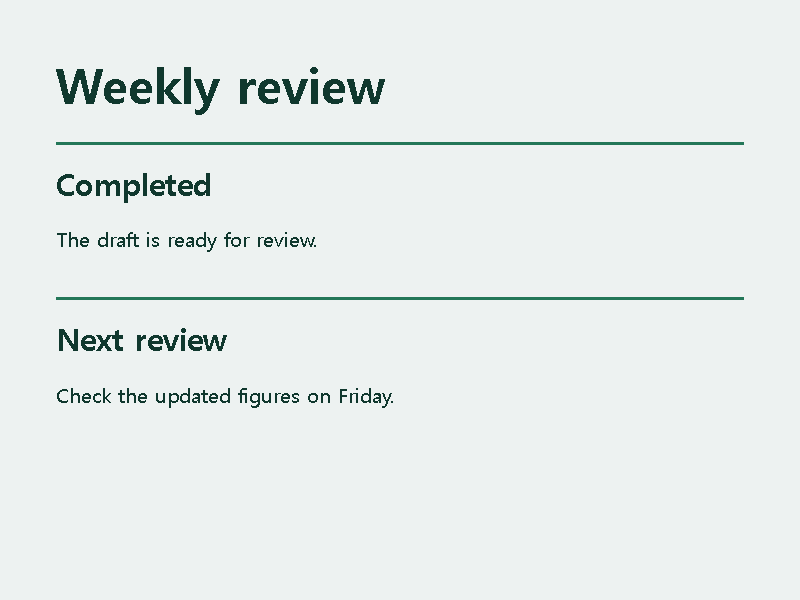 Weekly review
Completed
The draft is ready for review.
Next review
Check the updated figures on Friday.